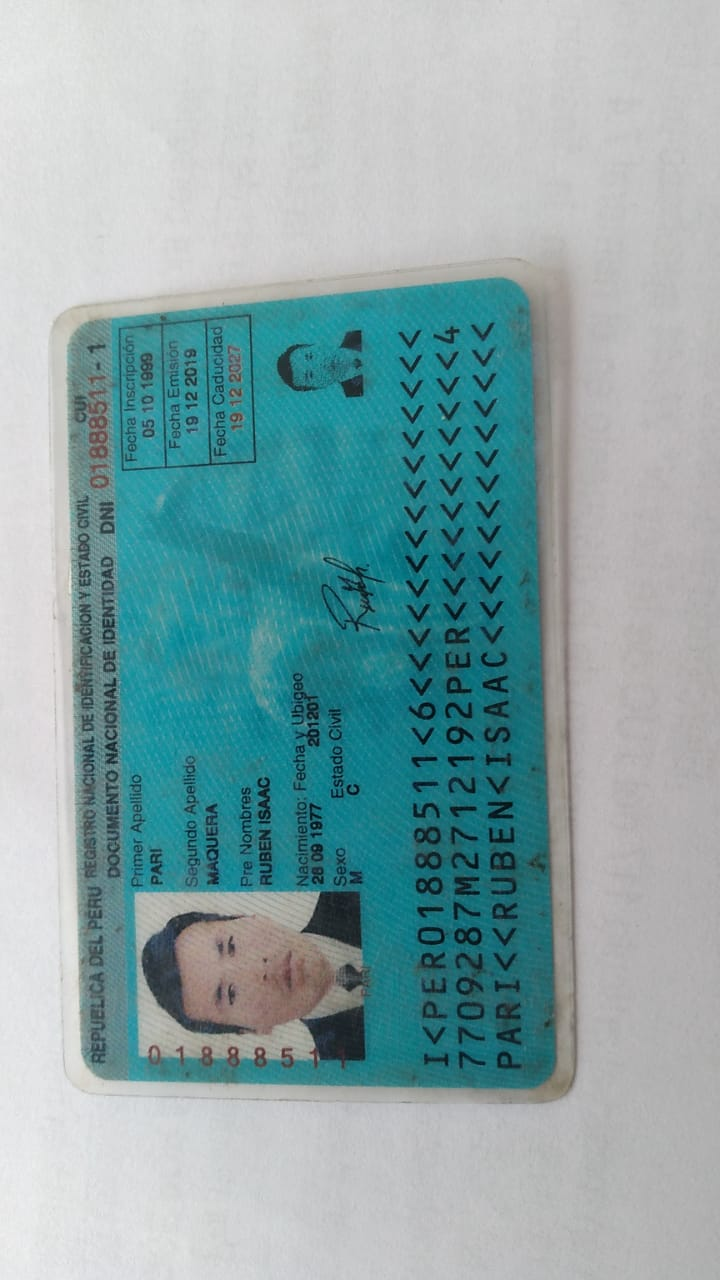 REPUBLICA DEL PERU REGISTRO NACIONAL DE IDENTIFICACION Y ESTADO CIVIL
CUI
DOCUMENTO NACIONAL DE IDENTIDAD DNI 01888511 - 1
Primer Apellido
PARI
Segundo Apellido
MAQUERA
Pre Nombres
RUBEN ISAAC
Nacimiento: Fecha y Ubigeo
28 09 1977 201201
Sexo Estado Civil
M C
Fecha Inscripción
05 10 1999
Fecha Emisión
19 12 2019
Fecha Caducidad
19 12 2027
01888511
PARI
I<PER01888511<6<<<<<<<<<<<<<<<
7709287M2712192PER<<<<<<<<<<<4
PARI<<RUBEN<ISAAC<<<<<<<<<<<<<